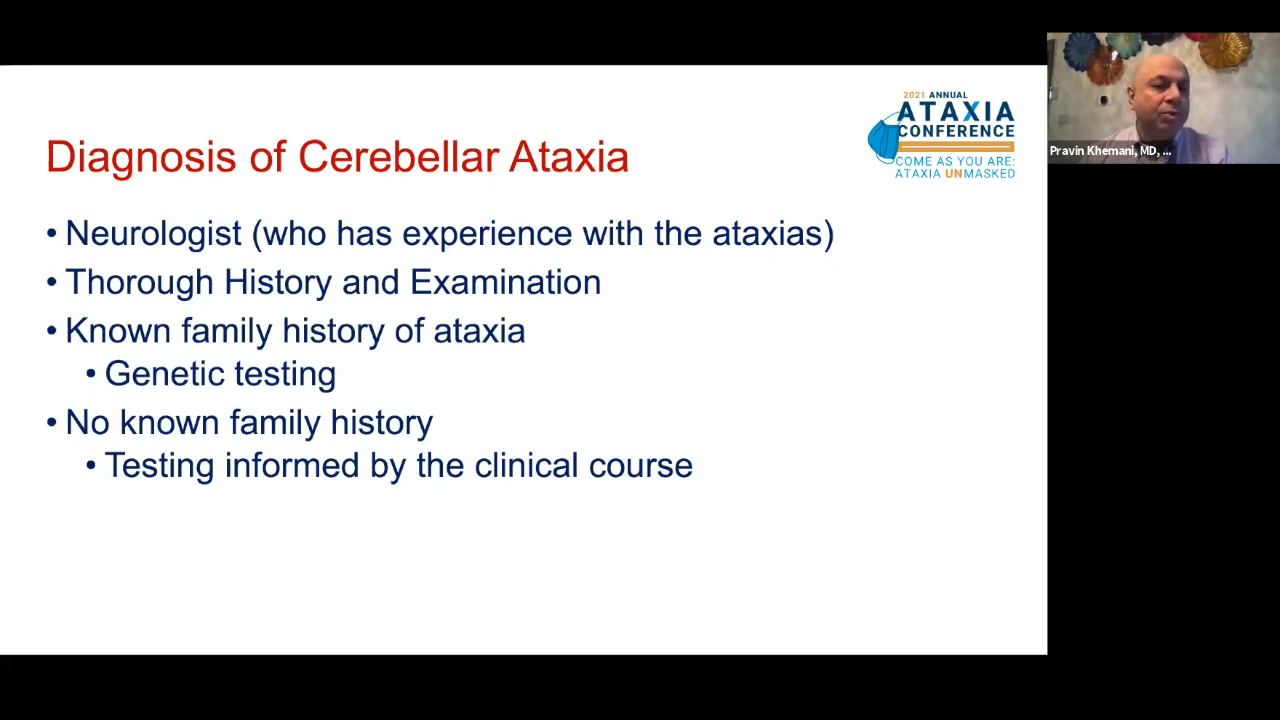 Diagnosis of Cerebellar Ataxia
• Neurologist (who has experience with the ataxias)
• Thorough History and Examination
• Known family history of ataxia
• Genetic testing
• No known family history
• Testing informed by the clinical course
2021 ANNUAL
ATAXIA
CONFERENCE
COME AS YOU ARE:
ATAXIA UNMASKED
Pravin Khemani, MD, ...